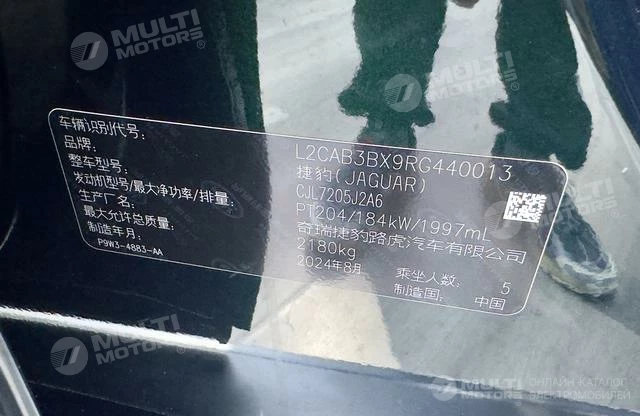 MULTI
MOTORS®
MULTI
MOTORS®
车辆识别代号: L2CAB3BX9RG440013
品牌: 捷豹(JAGUAR)
整车型号: CJL7205J2A6
发动机型号/最大净功率/排量: PT204/184kW/1997mL
生产厂名: 奇瑞捷豹路虎汽车有限公司
最大允许总质量: 2180kg
制造年月: 2024年8月 乘坐人数: 5
P9W3-4883-AA 制造国: 中国
MULTI
MOTORS®
MULTI
MOTORS
ОНЛАЙН-КАТАЛОГ
ЭЛЕКТРОМОБИЛЕЙ